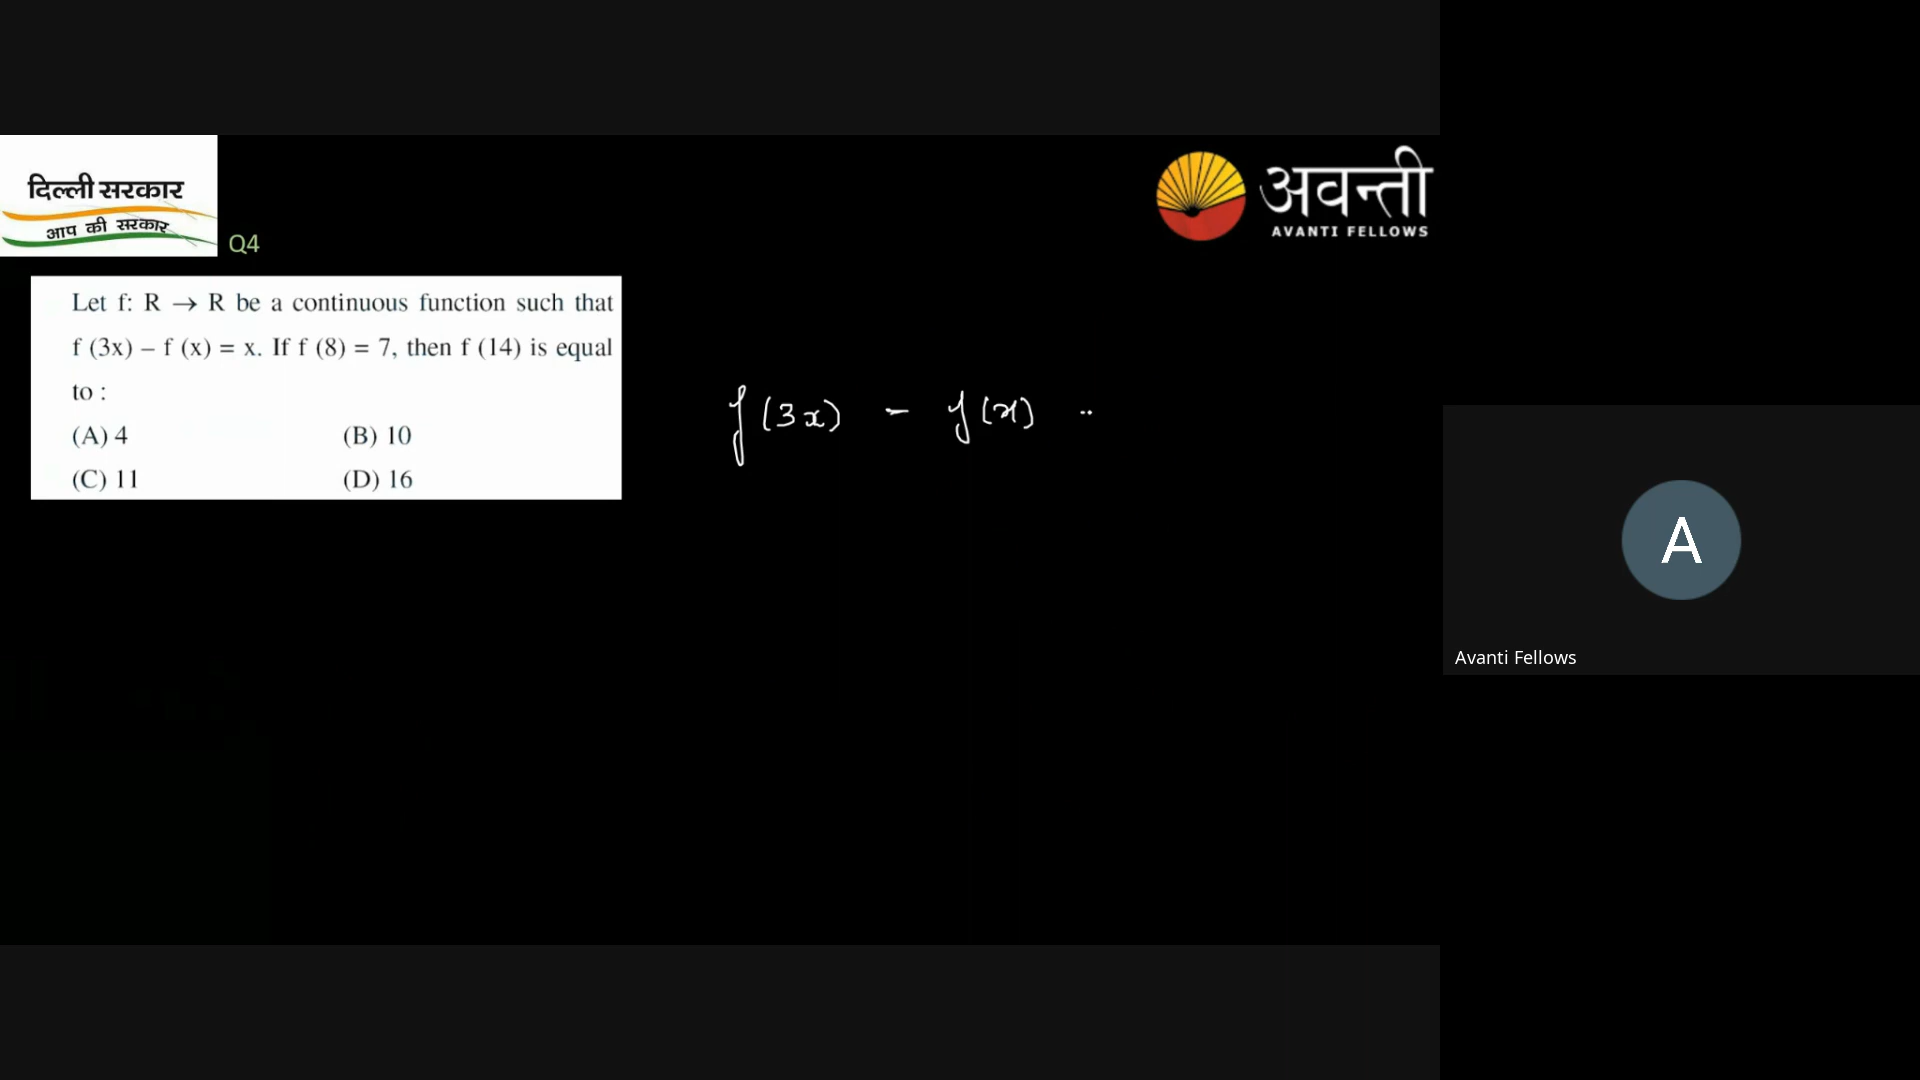 दिल्ली सरकार
आप की सरकार
Q4
अवन्ती
AVANTI FELLOWS
Let f: R → R be a continuous function such that
f (3x) – f (x) = x. If f (8) = 7, then f (14) is equal
to :
(A) 4 (B) 10
(C) 11 (D) 16
f(3x) - f(x)
A
Avanti Fellows